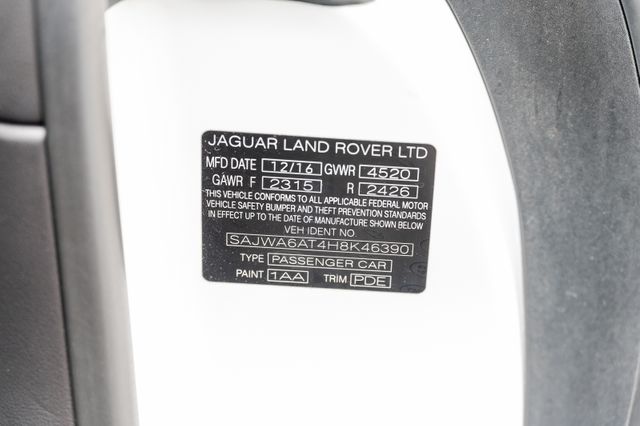 JAGUAR LAND ROVER LTD
MFD DATE 12/16 GVWR 4520
GAWR F 2315 R 2426
THIS VEHICLE CONFORMS TO ALL APPLICABLE FEDERAL MOTOR
VEHICLE SAFETY BUMPER AND THEFT PREVENTION STANDARDS
IN EFFECT UP TO THE DATE OF MANUFACTURE SHOWN BELOW
VEH IDENT NO.
SAJWA6AT4H8K46390
TYPE PASSENGER CAR
PAINT 1AA TRIM PDE